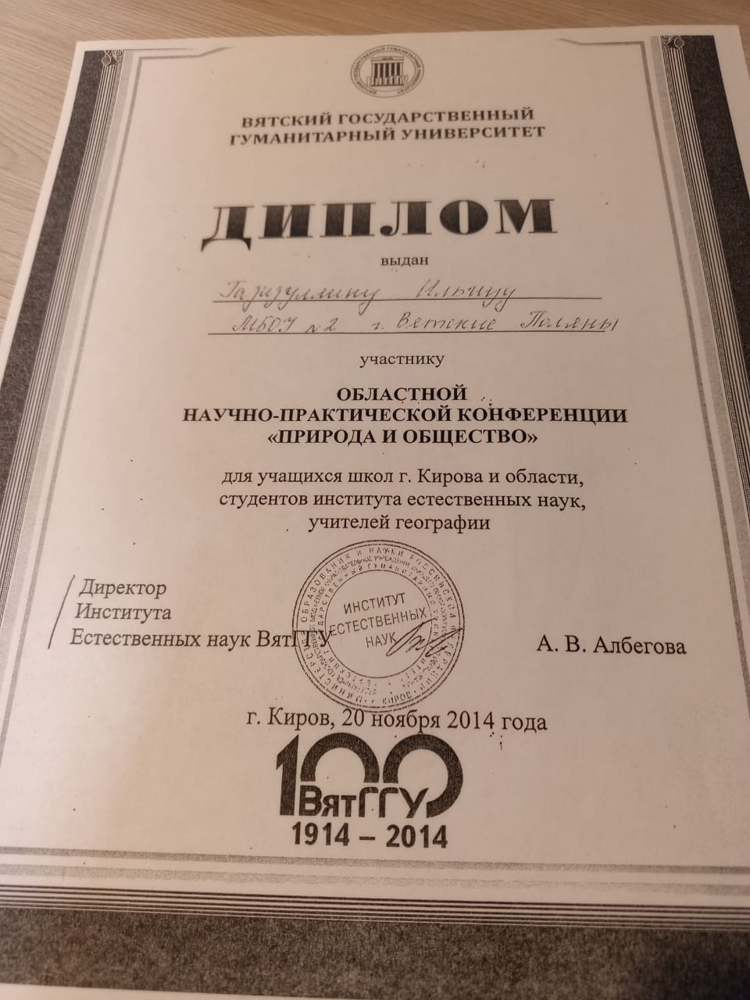 ВЯТСКИЙ ГОСУДАРСТВЕННЫЙ
ГУМАНИТАРНЫЙ УНИВЕРСИТЕТ
ДИПЛОМ
выдан
Газизуллину Ильнуру
МБОУ №2 г. Вятские Поляны
участнику
ОБЛАСТНОЙ
НАУЧНО-ПРАКТИЧЕСКОЙ КОНФЕРЕНЦИИ
«ПРИРОДА И ОБЩЕСТВО»
для учащихся школ г. Кирова и области,
студентов института естественных наук,
учителей географии
Директор
Института
Естественных наук ВятГГУ
ИНСТИТУТ
ЕСТЕСТВЕННЫХ
НАУК
А. В. Албегова
г. Киров, 20 ноября 2014 года
100
ВятГГУ
1914 – 2014